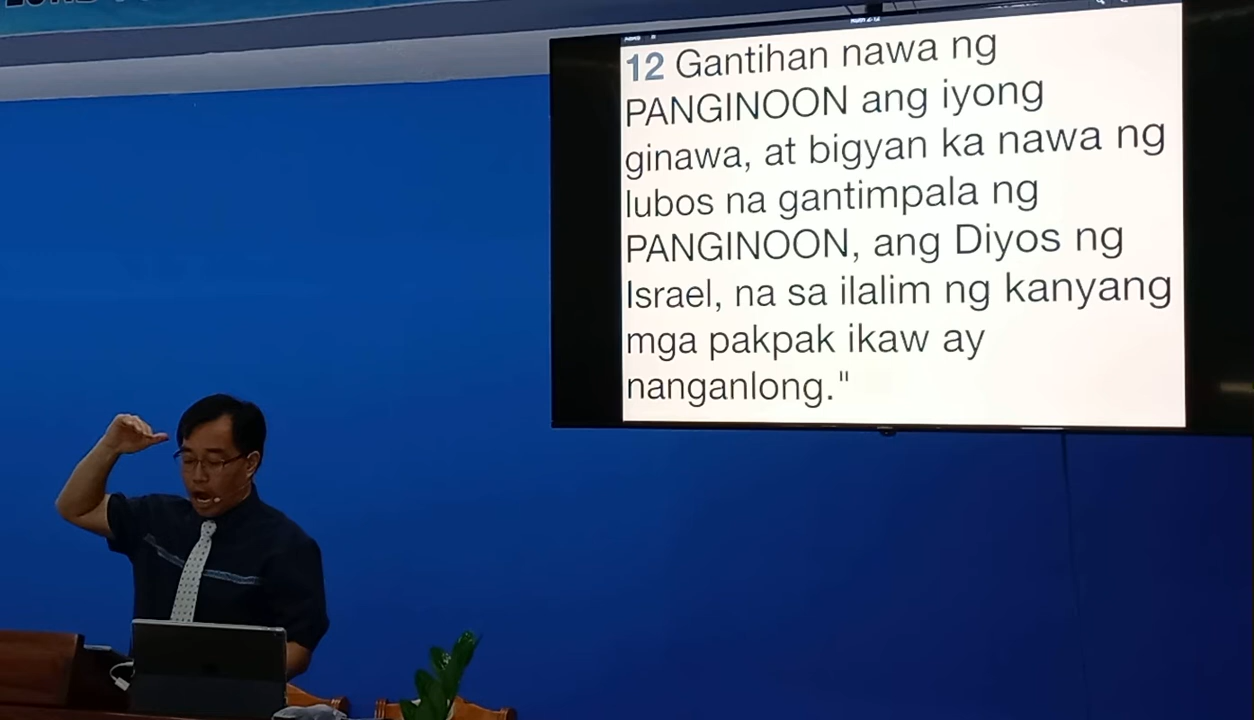 12 Gantihan nawa ng
PANGINOON ang iyong
ginawa, at bigyan ka nawa ng
lubos na gantimpala ng
PANGINOON, ang Diyos ng
Israel, na sa ilalim ng kanyang
mga pakpak ikaw ay
nanganlong."